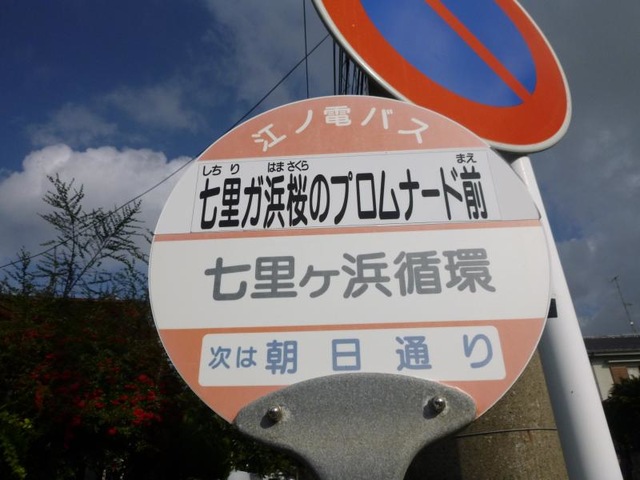 江ノ電バス
しちり はまさくら まえ
七里ガ浜桜のプロムナード前
七里ヶ浜循環
次は 朝日通り